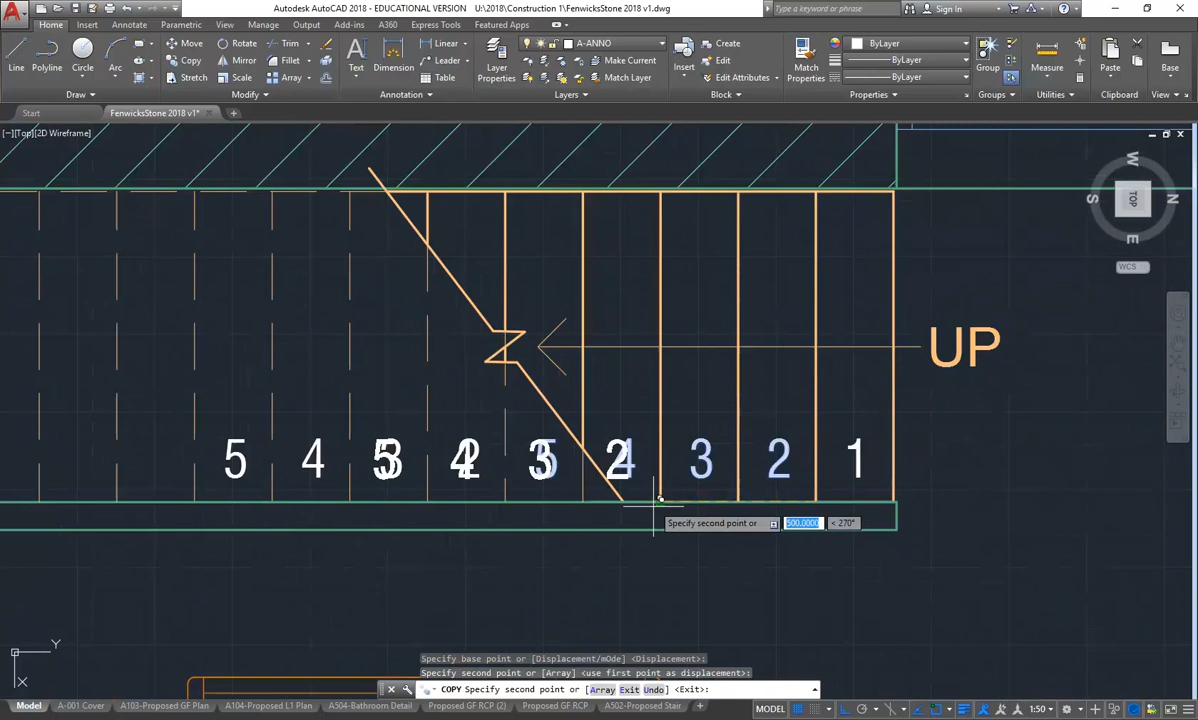 Autodesk AutoCAD 2018 - EDUCATIONAL VERSION U:\2018\Construction 1\FenwicksStone 2018 v1.dwg
Type a keyword or phrase
Sign In
Home Insert Annotate Parametric View Manage Output Add-ins A360 Express Tools Featured Apps
Line Polyline Circle Arc
Move Rotate Trim
Copy Mirror Fillet
Stretch Scale Array
Text Dimension
Linear
Leader
Table
Layer Properties
A-ANNO
Make Current
Match Layer
Insert
Create
Edit
Edit Attributes
Match Properties
ByLayer
ByLayer
ByLayer
Group
Measure
Paste
Base
Draw Modify Annotation Layers Block Properties Groups Utilities Clipboard View
Start FenwicksStone 2018 v1*
[−][Top][2D Wireframe]
W
S TOP N
E
WCS
UP
5 4 3 2 1
Specify second point or 500.0000 < 270°
Y
X
Specify base point or [Displacement/mOde] <Displacement>:
Specify second point or [Array] <use first point as displacement>:
COPY Specify second point or [Array Exit Undo] <Exit>:
Model A-001 Cover A103-Proposed GF Plan A104-Proposed L1 Plan A504-Bathroom Detail Proposed GF RCP (2) Proposed GF RCP A502-Proposed Stair
MODEL 1:50